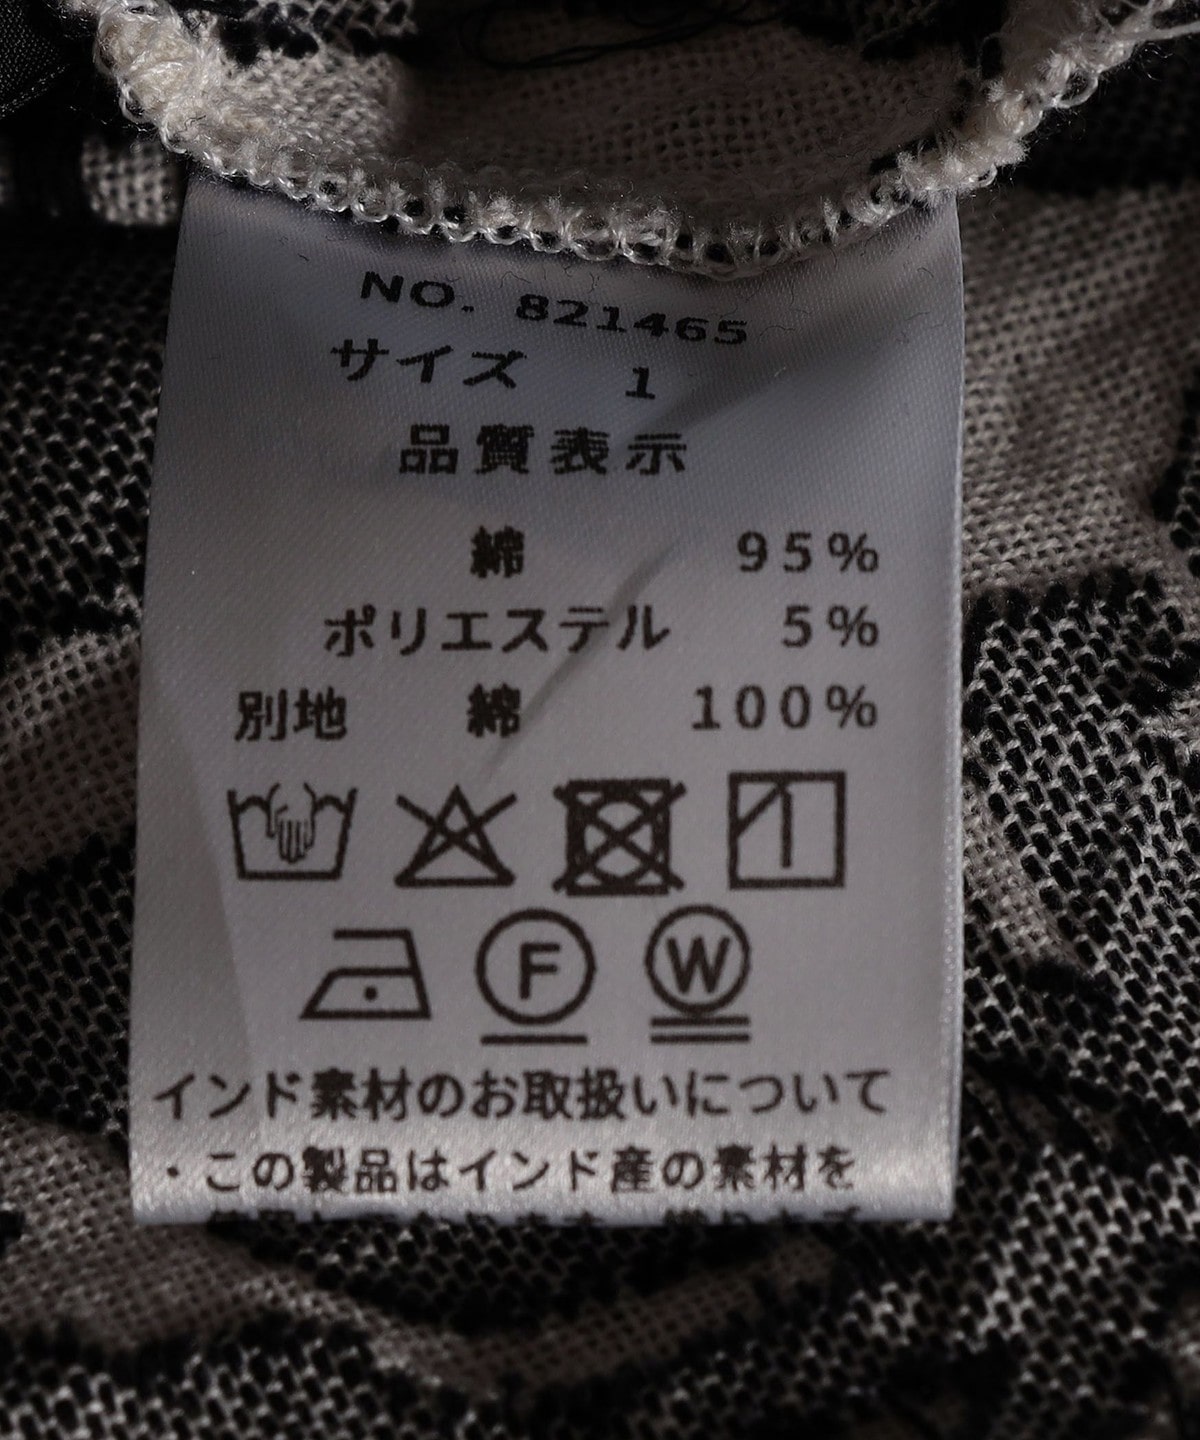 NO. 821465
サイズ 1
品質表示
綿 95%
ポリエステル 5%
別地 綿 100%
F W
インド素材のお取扱いについて
・この製品はインド産の素材を